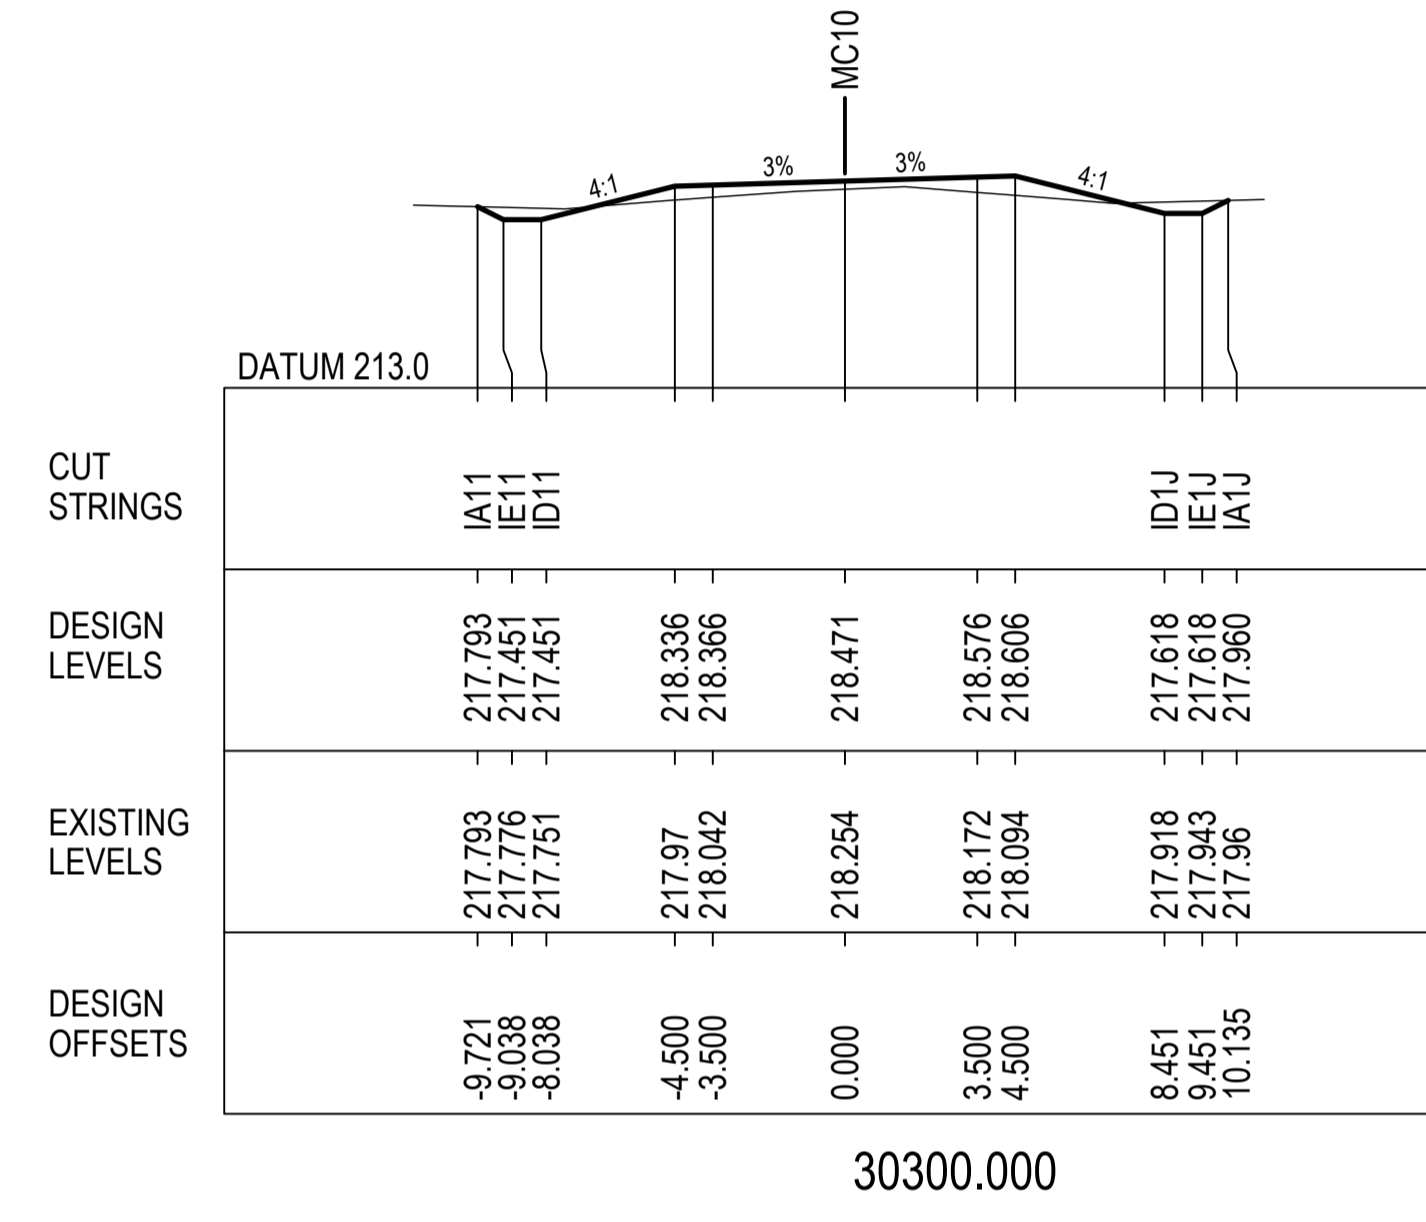 MC10
4:1
3%
3%
4:1
DATUM 213.0
CUT
STRINGS
IA11
IE11
ID11
ID1J
IE1J
IA1J
DESIGN
LEVELS
217.793
217.451
217.451
218.336
218.366
218.471
218.576
218.606
217.618
217.618
217.960
EXISTING
LEVELS
217.793
217.776
217.751
217.97
218.042
218.254
218.172
218.094
217.918
217.943
217.96
DESIGN
OFFSETS
-9.721
-9.038
-8.038
-4.500
-3.500
0.000
3.500
4.500
8.451
9.451
10.135
30300.000